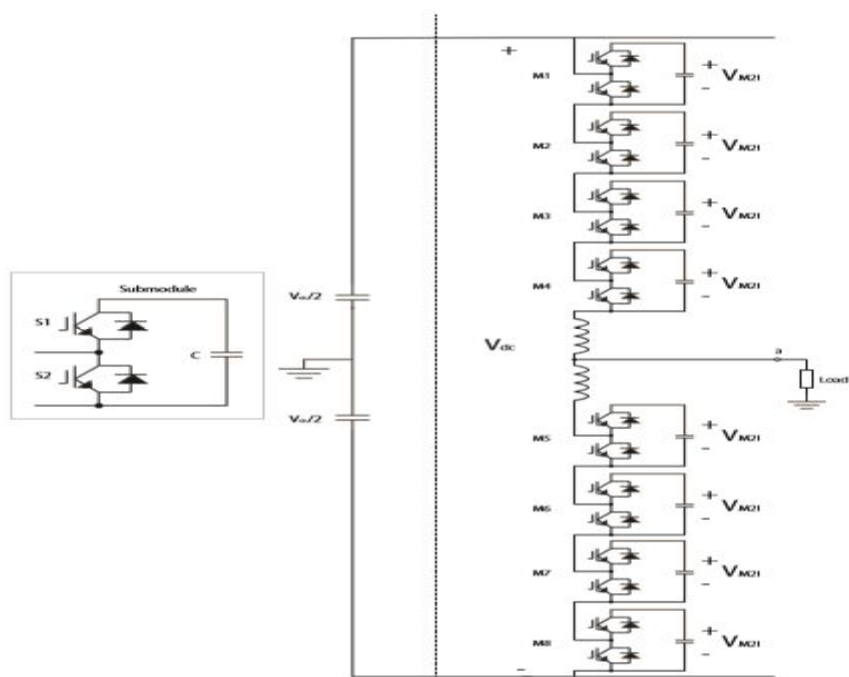 +
M1
+
VM21
-
M2
+
VM21
-
M3
+
VM21
-
M4
+
VM21
-
Submodule
S1
C
S2
Vdc/2
Vdc
a
Load
Vdc/2
M5
+
VM21
-
M6
+
VM21
-
M7
+
VM21
-
M8
+
VM21
-
-